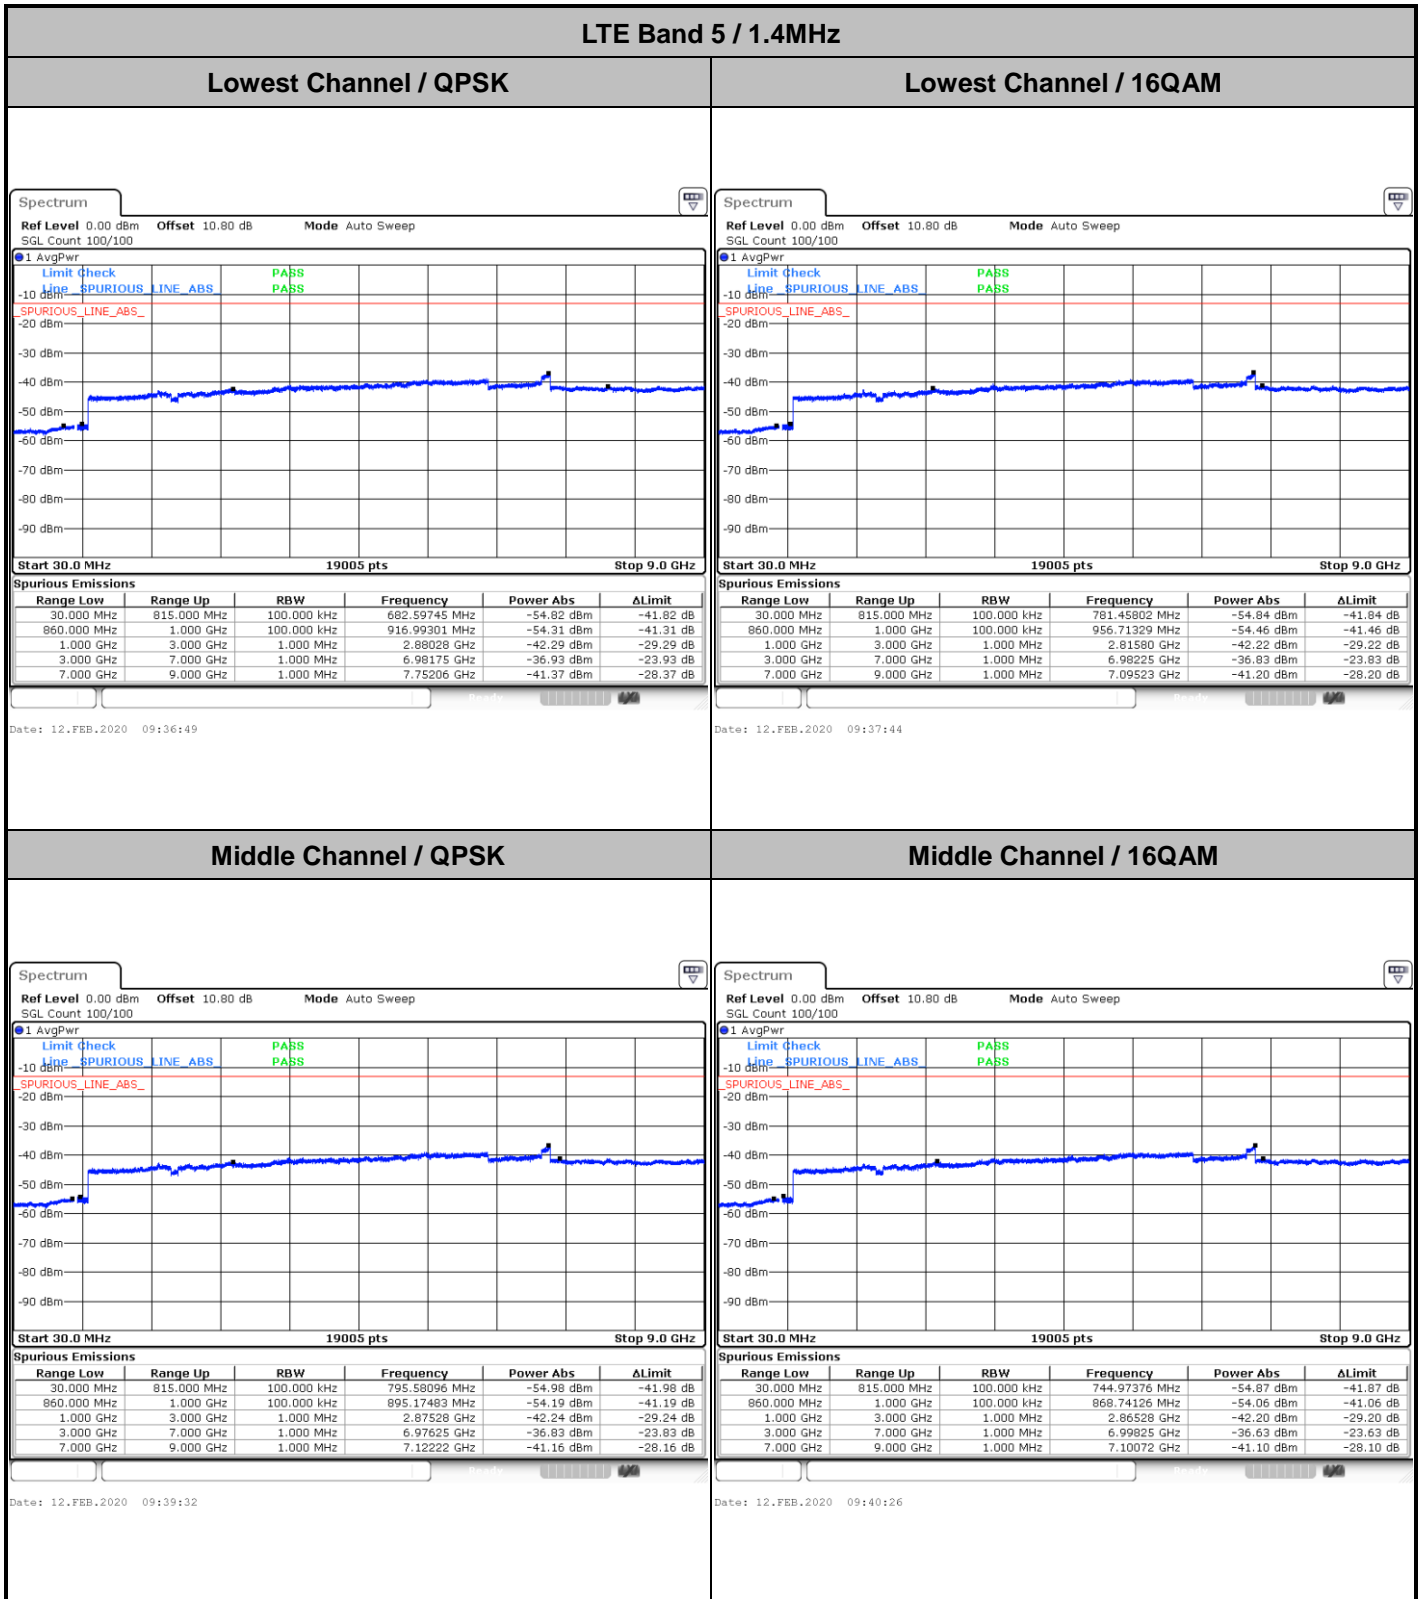 LTE Band 5 / 1.4MHz
Lowest Channel / QPSK
Lowest Channel / 16QAM
Spectrum
Ref Level 0.00 dBm Offset 10.80 dB Mode Auto Sweep
SGL Count 100/100
1 AvgPwr
Limit Check PASS
Line _SPURIOUS_LINE_ABS_ PASS
-10 dBm
_SPURIOUS_LINE_ABS_
-20 dBm
-30 dBm
-40 dBm
-50 dBm
-60 dBm
-70 dBm
-80 dBm
-90 dBm
Start 30.0 MHz 19005 pts Stop 9.0 GHz
Spurious Emissions
Range Low Range Up RBW Frequency Power Abs ΔLimit
30.000 MHz 815.000 MHz 100.000 kHz 682.59745 MHz -54.82 dBm -41.82 dB
860.000 MHz 1.000 GHz 100.000 kHz 916.99301 MHz -54.31 dBm -41.31 dB
1.000 GHz 3.000 GHz 1.000 MHz 2.88028 GHz -42.29 dBm -29.29 dB
3.000 GHz 7.000 GHz 1.000 MHz 6.98175 GHz -36.93 dBm -23.93 dB
7.000 GHz 9.000 GHz 1.000 MHz 7.75206 GHz -41.37 dBm -28.37 dB
Ready
Date: 12.FEB.2020 09:36:49
Spectrum
Ref Level 0.00 dBm Offset 10.80 dB Mode Auto Sweep
SGL Count 100/100
1 AvgPwr
Limit Check PASS
Line _SPURIOUS_LINE_ABS_ PASS
-10 dBm
_SPURIOUS_LINE_ABS_
-20 dBm
-30 dBm
-40 dBm
-50 dBm
-60 dBm
-70 dBm
-80 dBm
-90 dBm
Start 30.0 MHz 19005 pts Stop 9.0 GHz
Spurious Emissions
Range Low Range Up RBW Frequency Power Abs ΔLimit
30.000 MHz 815.000 MHz 100.000 kHz 781.45802 MHz -54.84 dBm -41.84 dB
860.000 MHz 1.000 GHz 100.000 kHz 956.71329 MHz -54.46 dBm -41.46 dB
1.000 GHz 3.000 GHz 1.000 MHz 2.81580 GHz -42.22 dBm -29.22 dB
3.000 GHz 7.000 GHz 1.000 MHz 6.98225 GHz -36.83 dBm -23.83 dB
7.000 GHz 9.000 GHz 1.000 MHz 7.09523 GHz -41.20 dBm -28.20 dB
Ready
Date: 12.FEB.2020 09:37:44
Middle Channel / QPSK
Middle Channel / 16QAM
Spectrum
Ref Level 0.00 dBm Offset 10.80 dB Mode Auto Sweep
SGL Count 100/100
1 AvgPwr
Limit Check PASS
Line _SPURIOUS_LINE_ABS_ PASS
-10 dBm
_SPURIOUS_LINE_ABS_
-20 dBm
-30 dBm
-40 dBm
-50 dBm
-60 dBm
-70 dBm
-80 dBm
-90 dBm
Start 30.0 MHz 19005 pts Stop 9.0 GHz
Spurious Emissions
Range Low Range Up RBW Frequency Power Abs ΔLimit
30.000 MHz 815.000 MHz 100.000 kHz 795.58096 MHz -54.98 dBm -41.98 dB
860.000 MHz 1.000 GHz 100.000 kHz 895.17483 MHz -54.19 dBm -41.19 dB
1.000 GHz 3.000 GHz 1.000 MHz 2.87528 GHz -42.24 dBm -29.24 dB
3.000 GHz 7.000 GHz 1.000 MHz 6.97625 GHz -36.83 dBm -23.83 dB
7.000 GHz 9.000 GHz 1.000 MHz 7.12222 GHz -41.16 dBm -28.16 dB
Ready
Date: 12.FEB.2020 09:39:32
Spectrum
Ref Level 0.00 dBm Offset 10.80 dB Mode Auto Sweep
SGL Count 100/100
1 AvgPwr
Limit Check PASS
Line _SPURIOUS_LINE_ABS_ PASS
-10 dBm
_SPURIOUS_LINE_ABS_
-20 dBm
-30 dBm
-40 dBm
-50 dBm
-60 dBm
-70 dBm
-80 dBm
-90 dBm
Start 30.0 MHz 19005 pts Stop 9.0 GHz
Spurious Emissions
Range Low Range Up RBW Frequency Power Abs ΔLimit
30.000 MHz 815.000 MHz 100.000 kHz 744.97376 MHz -54.87 dBm -41.87 dB
860.000 MHz 1.000 GHz 100.000 kHz 868.74126 MHz -54.06 dBm -41.06 dB
1.000 GHz 3.000 GHz 1.000 MHz 2.86528 GHz -42.20 dBm -29.20 dB
3.000 GHz 7.000 GHz 1.000 MHz 6.99825 GHz -36.63 dBm -23.63 dB
7.000 GHz 9.000 GHz 1.000 MHz 7.10072 GHz -41.10 dBm -28.10 dB
Ready
Date: 12.FEB.2020 09:40:26